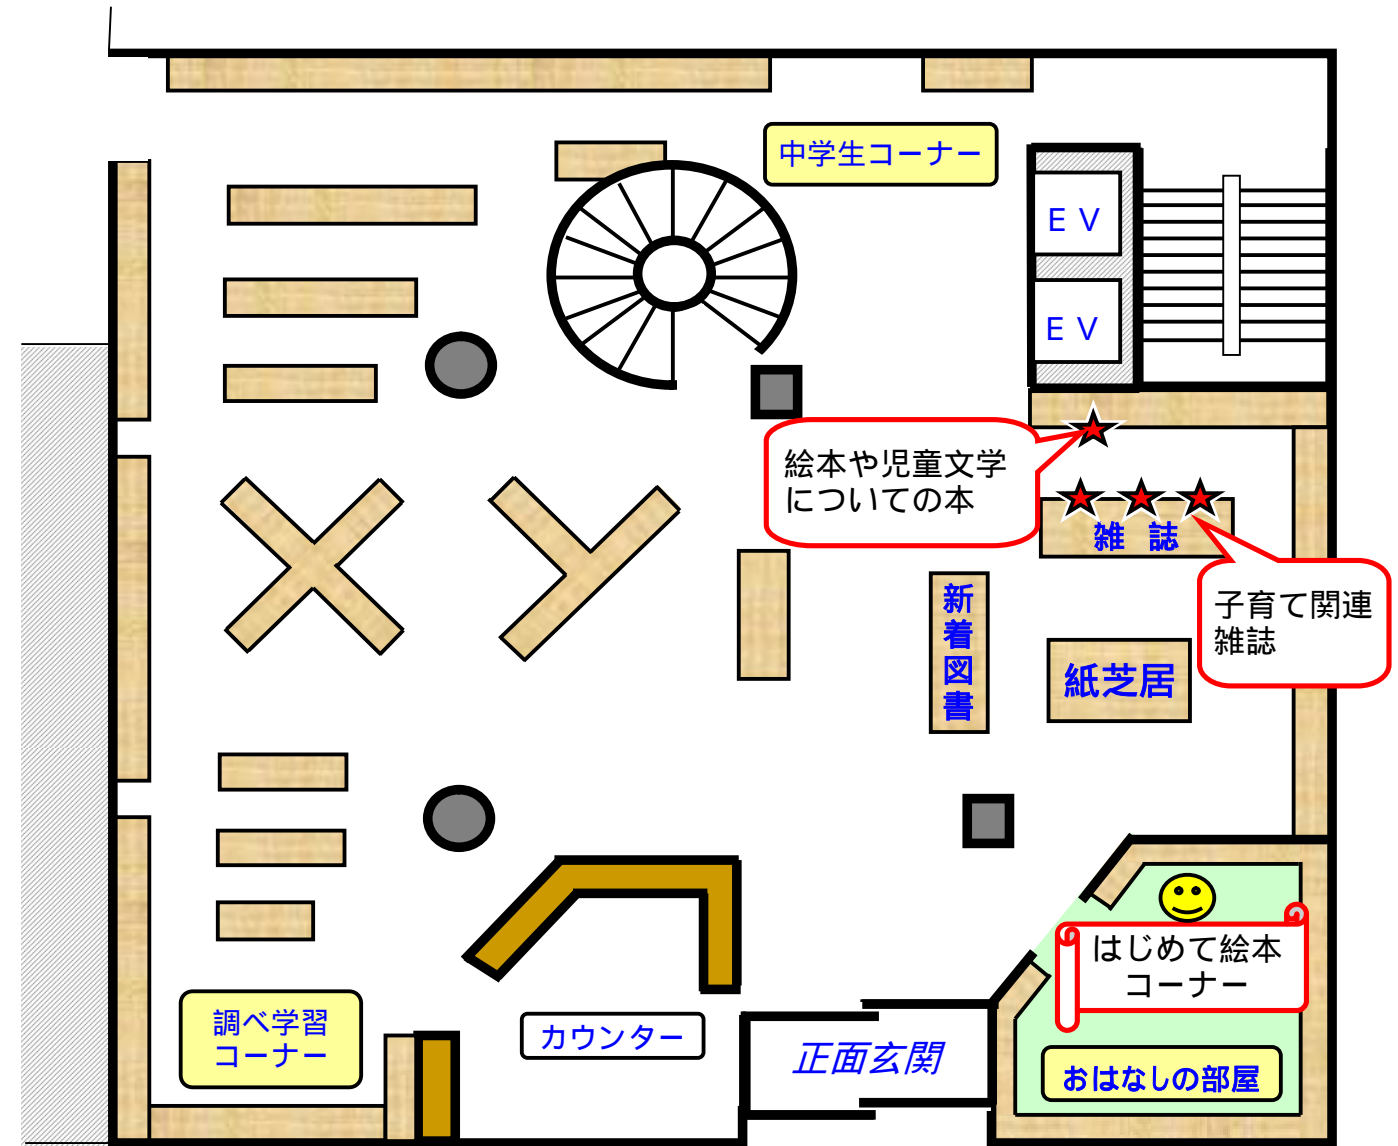 中学生コーナー
ＥＶ
ＥＶ
絵本や児童文学
についての本
雑 誌
新着図書
子育て関連
雑誌
紙芝居
はじめて絵本
コーナー
調べ学習
コーナー
カウンター
正面玄関
おはなしの部屋